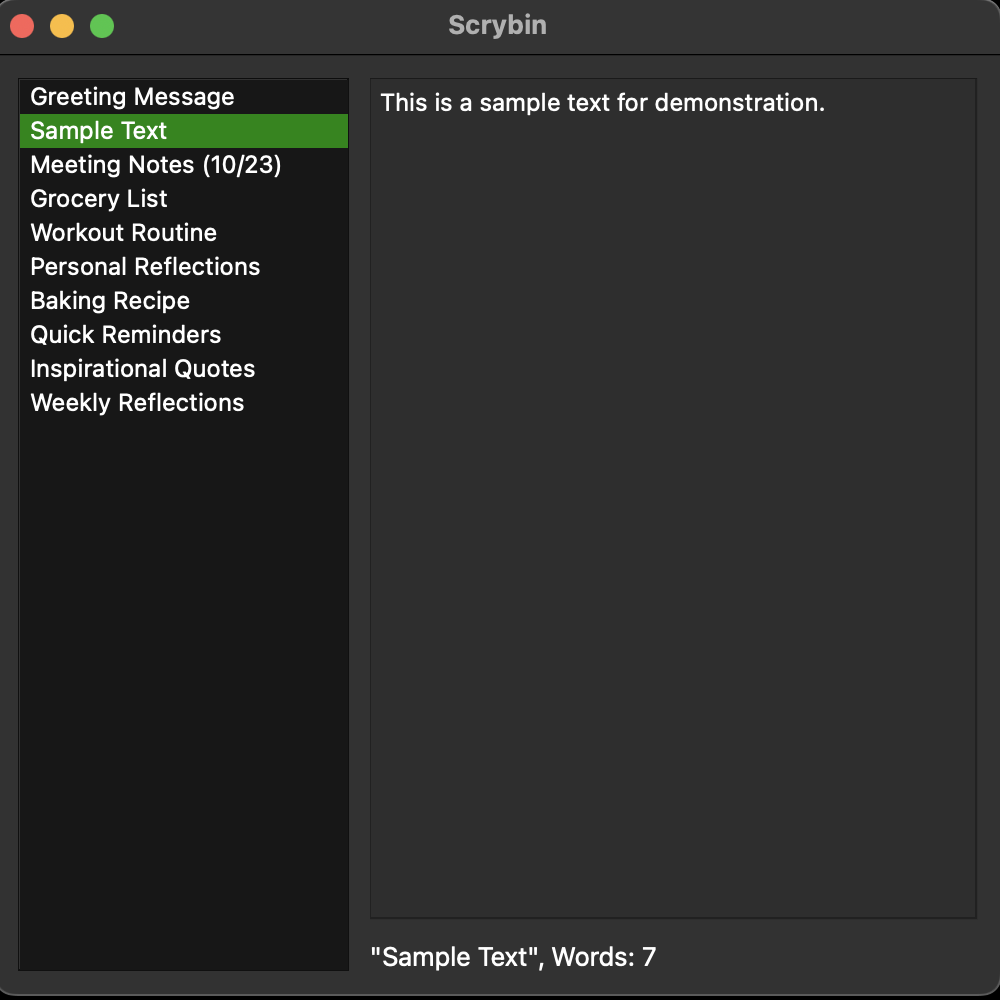 Scrybin
Greeting Message
Sample Text
Meeting Notes (10/23)
Grocery List
Workout Routine
Personal Reflections
Baking Recipe
Quick Reminders
Inspirational Quotes
Weekly Reflections
This is a sample text for demonstration.
"Sample Text", Words: 7